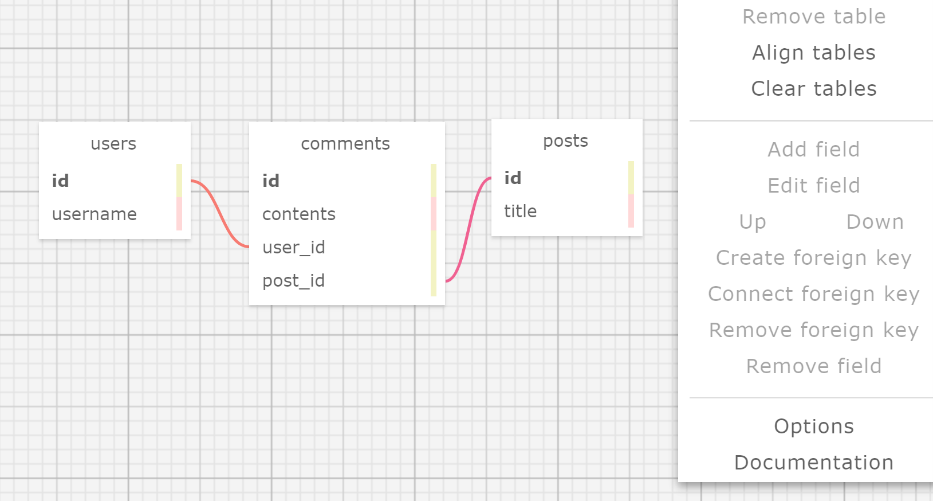 users
id
username
comments
id
contents
user_id
post_id
posts
id
title
Remove table
Align tables
Clear tables
Add field
Edit field
Up Down
Create foreign key
Connect foreign key
Remove foreign key
Remove field
Options
Documentation